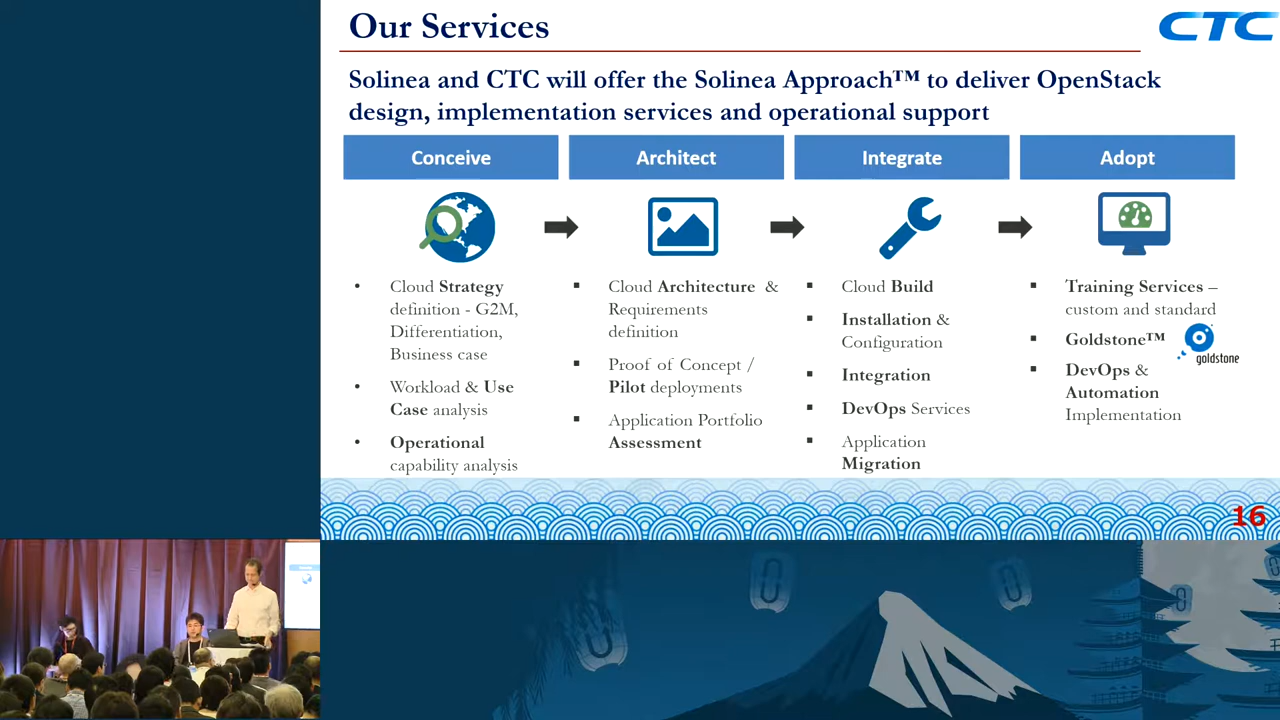 Our Services
CTC
Solinea and CTC will offer the Solinea Approach™ to deliver OpenStack
design, implementation services and operational support
Conceive
Architect
Integrate
Adopt
• Cloud Strategy
definition - G2M,
Differentiation,
Business case
• Workload & Use
Case analysis
• Operational
capability analysis
▪ Cloud Architecture &
Requirements
definition
▪ Proof of Concept /
Pilot deployments
▪ Application Portfolio
Assessment
▪ Cloud Build
▪ Installation &
Configuration
▪ Integration
▪ DevOps Services
▪ Application
Migration
▪ Training Services –
custom and standard
▪ Goldstone™
goldstone
▪ DevOps &
Automation
Implementation
16